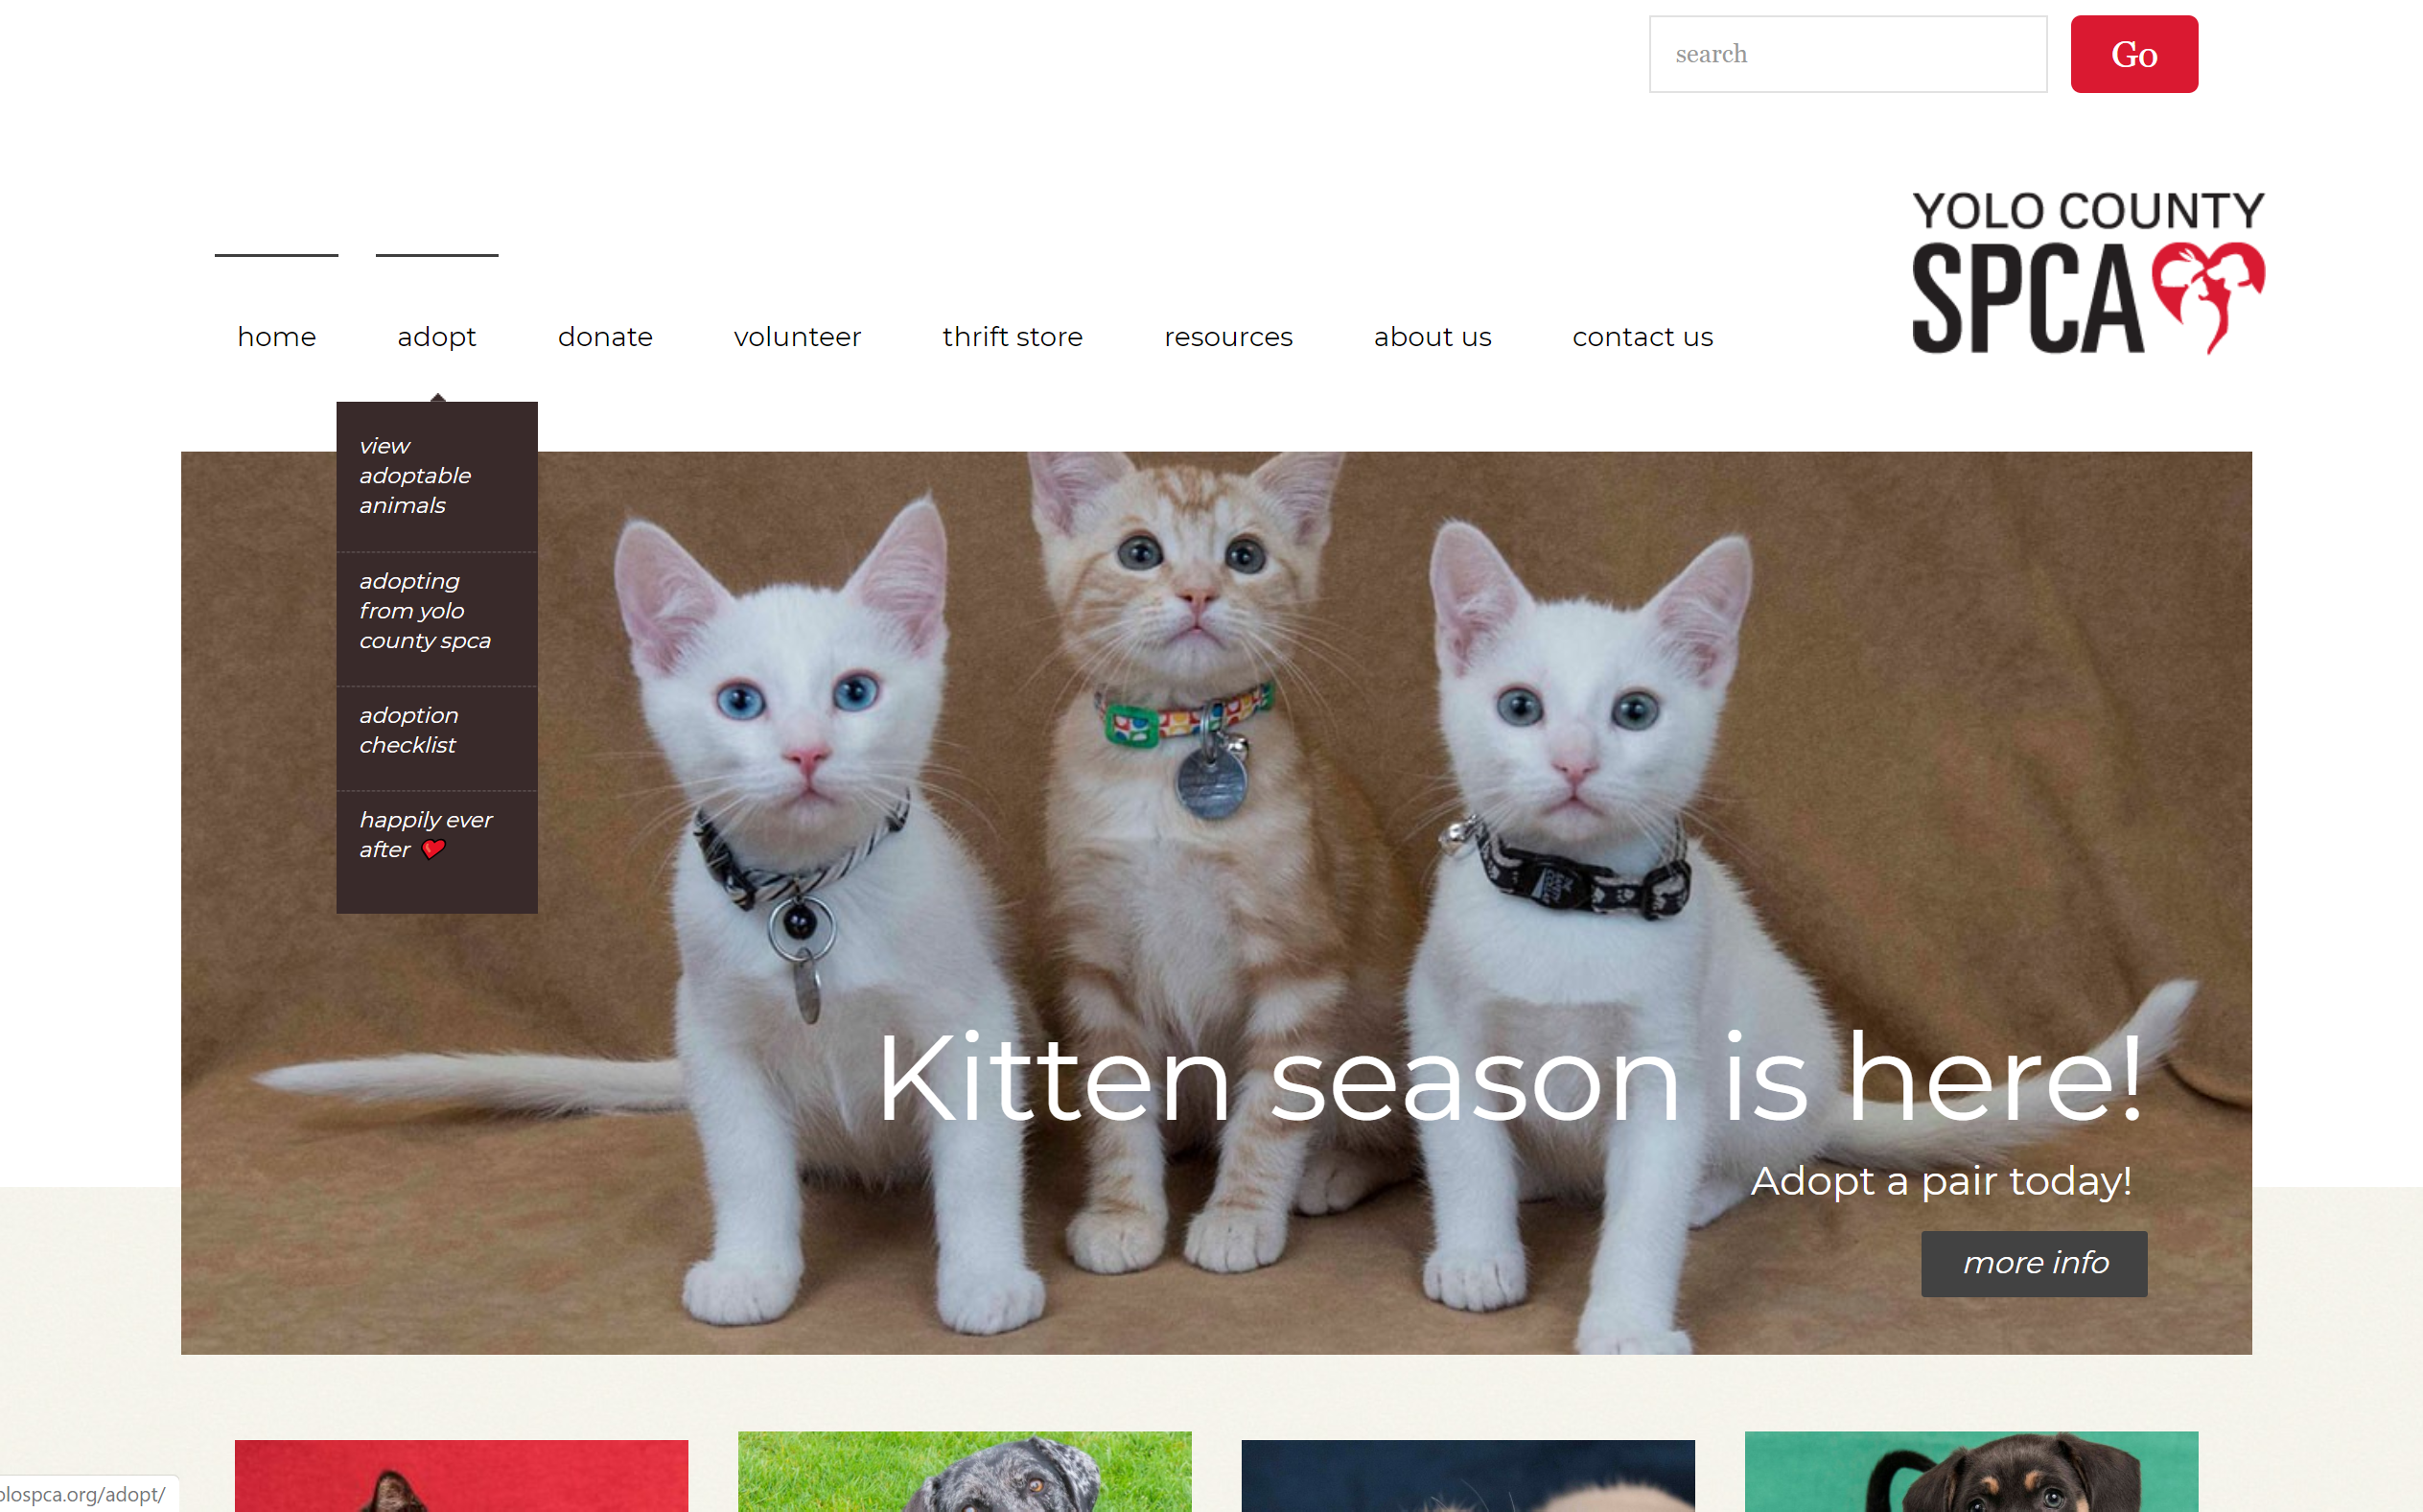 search
Go
YOLO COUNTY
SPCA
home
adopt
donate
volunteer
thrift store
resources
about us
contact us
view
adoptable
animals
adopting
from yolo
county spca
adoption
checklist
happily ever
after
Kitten season is here!
Adopt a pair today!
more info
olospca.org/adopt/